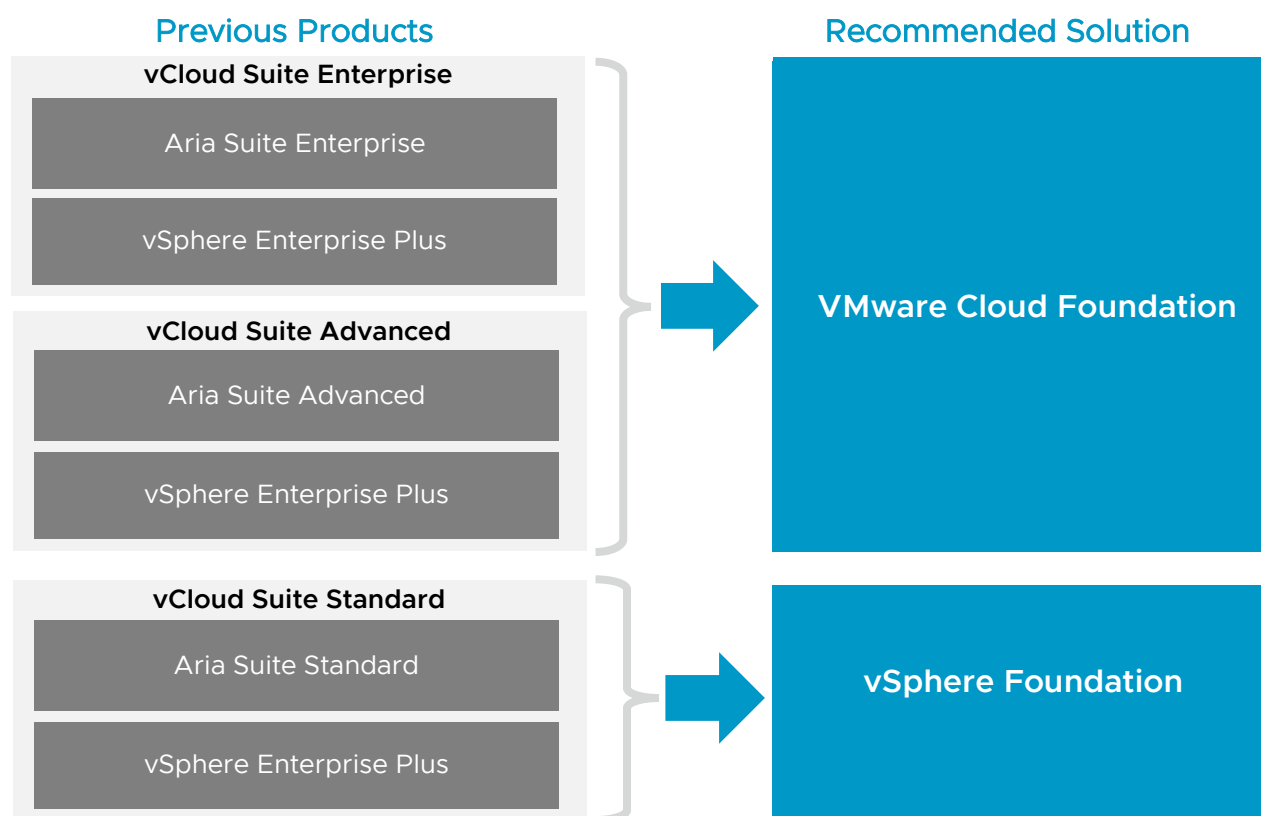 Previous Products
Recommended Solution
vCloud Suite Enterprise
Aria Suite Enterprise
vSphere Enterprise Plus
VMware Cloud Foundation
vCloud Suite Advanced
Aria Suite Advanced
vSphere Enterprise Plus
vCloud Suite Standard
Aria Suite Standard
vSphere Enterprise Plus
vSphere Foundation